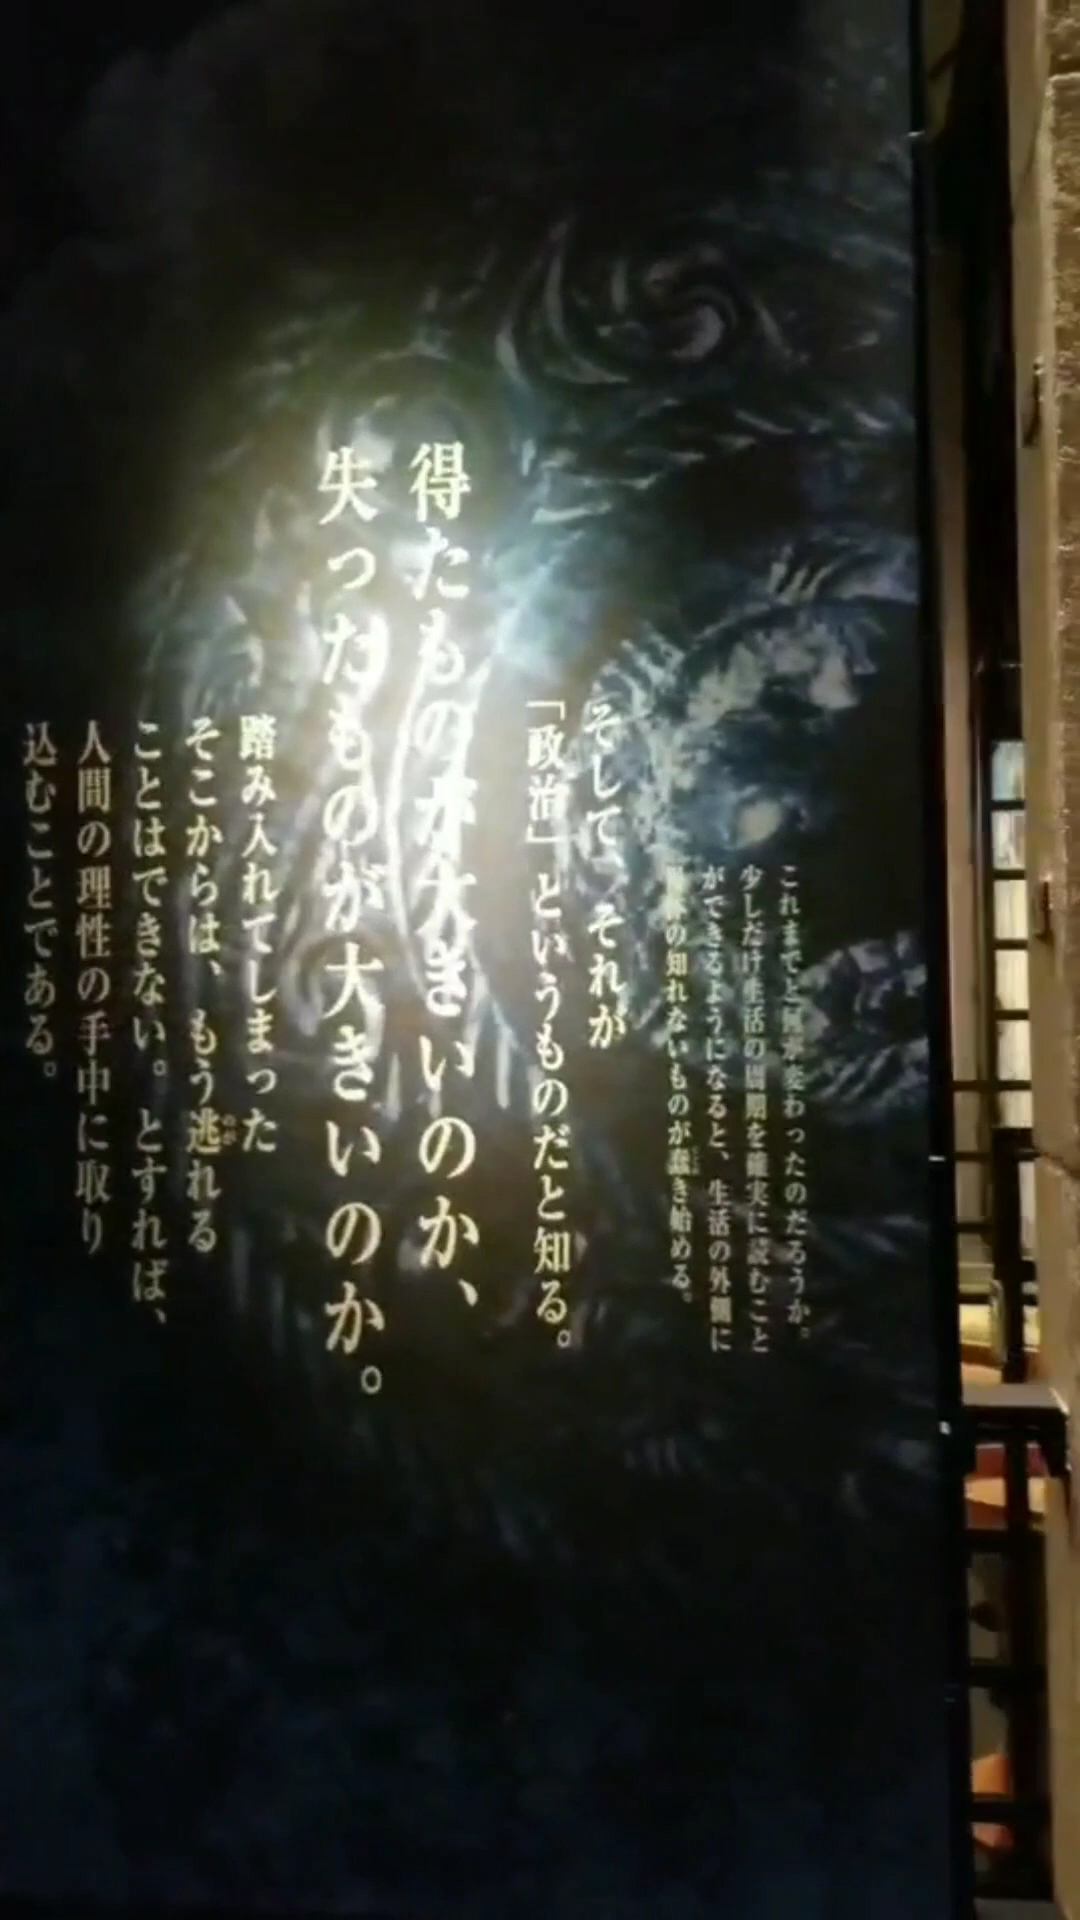 これまでと何が変わったのだろうか。
少しだけ生活の周期を確実に読むこと
ができるようになると、生活の外側に
の知れないものが蠢き始める。
そして、それが
「政治」というものだと知る。
得たものが大きいのか、
失ったものが大きいのか。
踏み入れてしまった
そこからは、もう逃れる
のが
ことはできない。とすれば、
人間の理性の手中に取り
込むことである。